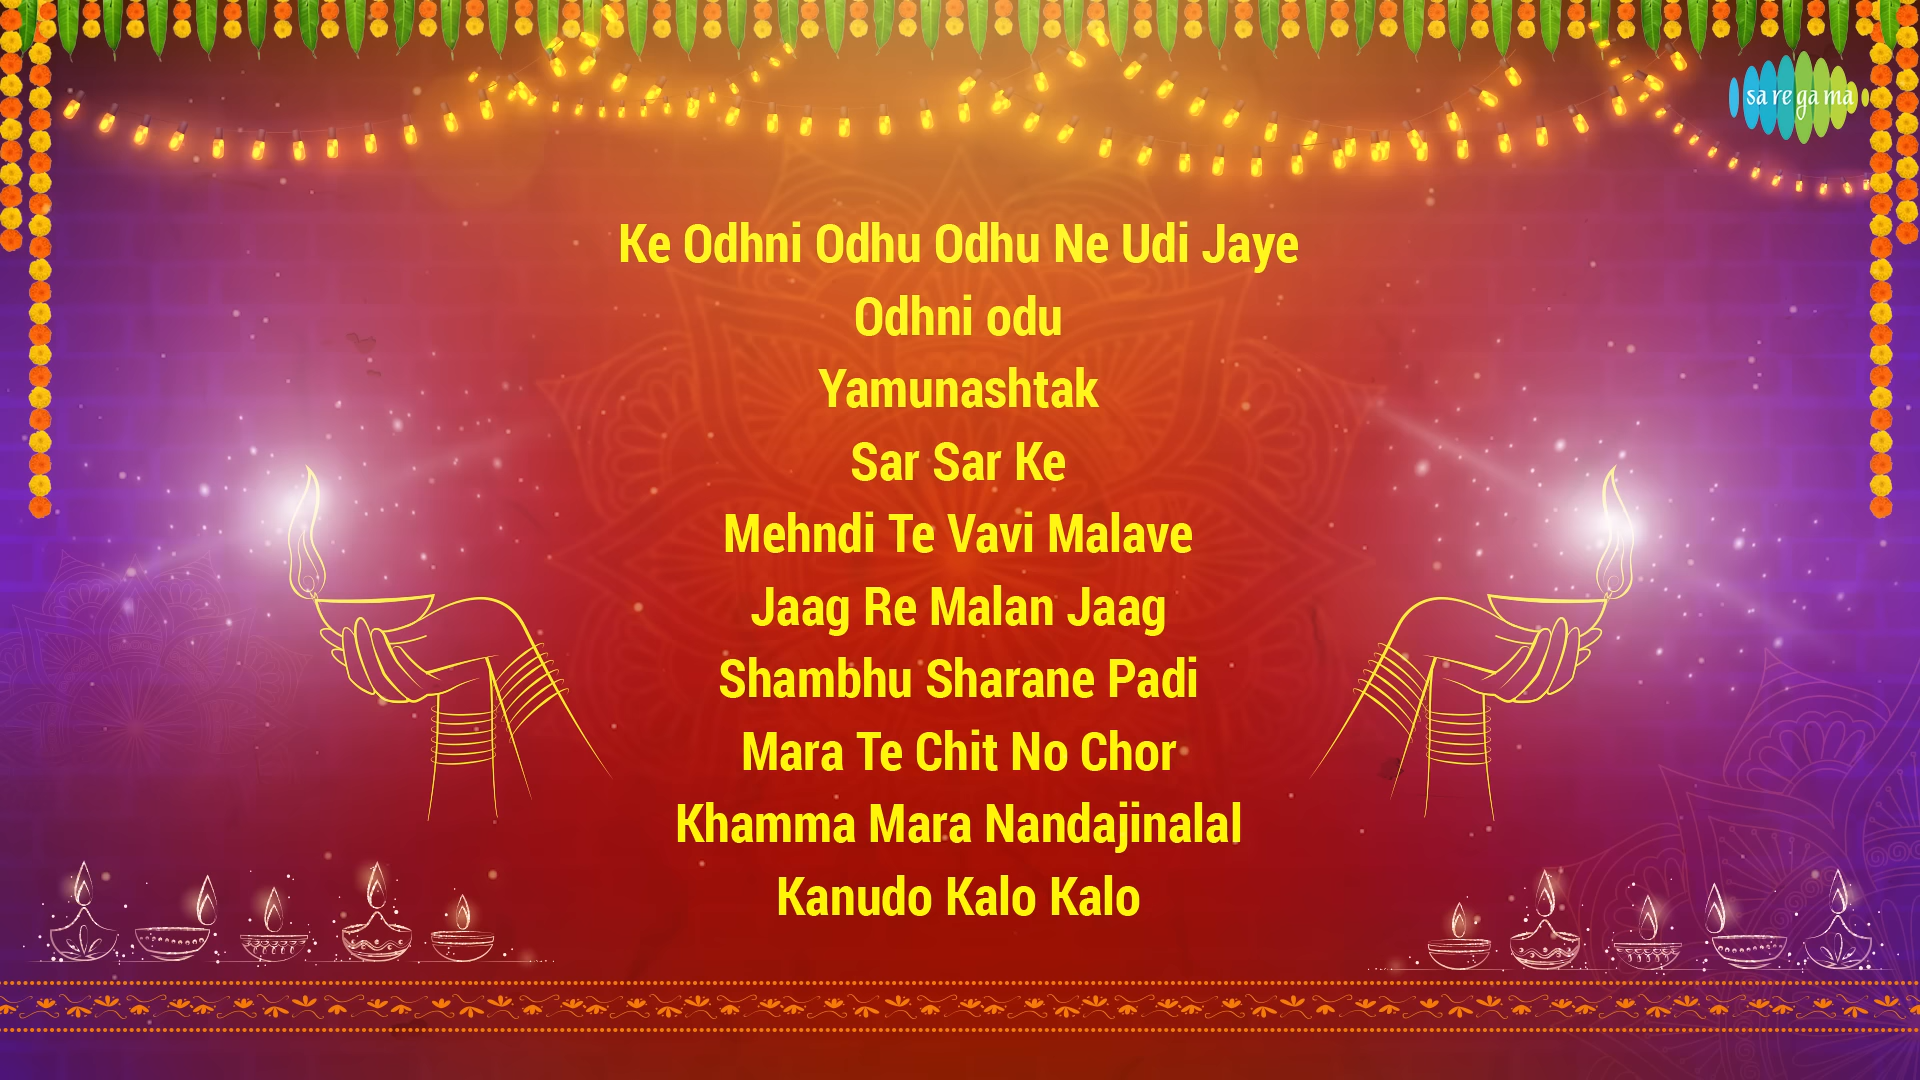 sa re ga ma
Ke Odhni Odhu Odhu Ne Udi Jaye
Odhni odu
Yamunashtak
Sar Sar Ke
Mehndi Te Vavi Malave
Jaag Re Malan Jaag
Shambhu Sharane Padi
Mara Te Chit No Chor
Khamma Mara Nandajinalal
Kanudo Kalo Kalo